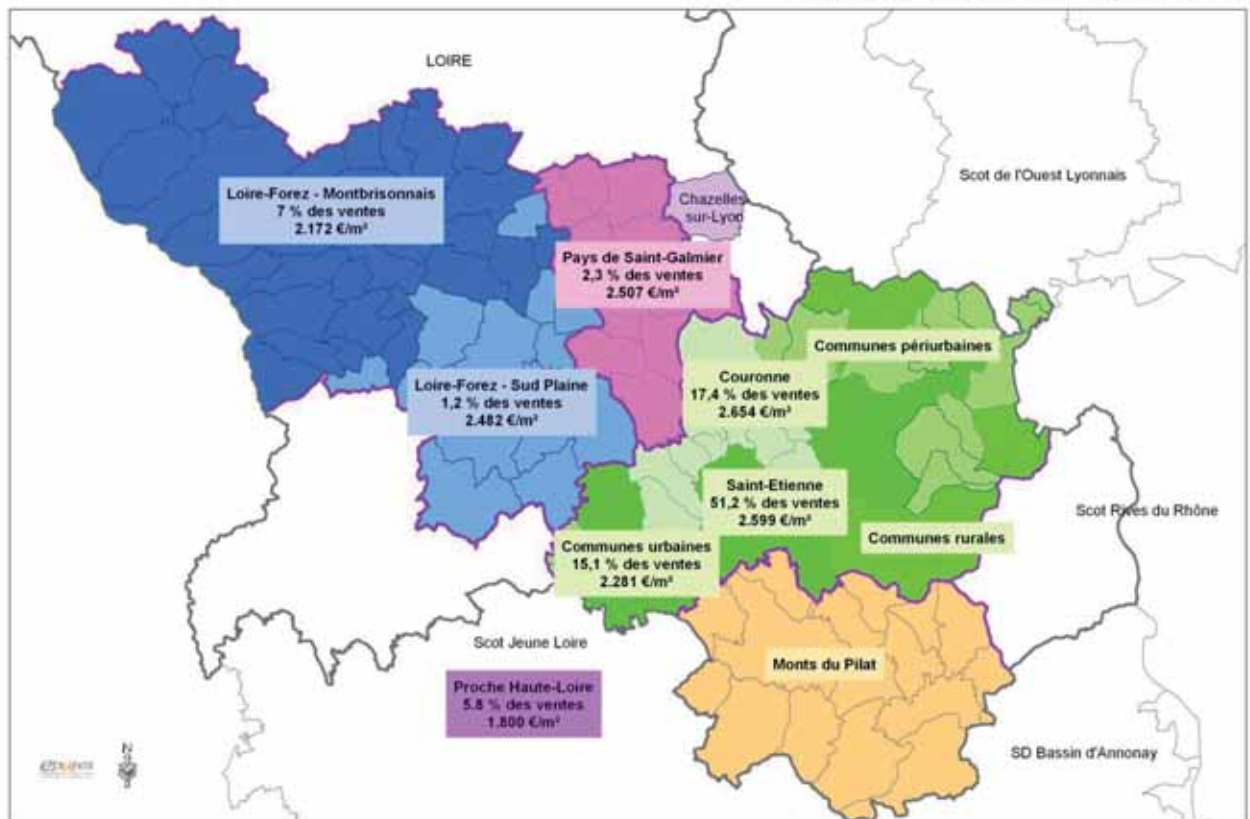 LOIRE
Scot de l'Ouest Lyonnais
Loire-Forez - Montbrisonnais
7 % des ventes
2.172 €/m²
Chazelles
sur-Lyon
Pays de Saint-Galmier
2,3 % des ventes
2.507 €/m²
Communes périurbaines
Couronne
17,4 % des ventes
2.654 €/m²
Loire-Forez - Sud Plaine
1,2 % des ventes
2.482 €/m²
Saint-Etienne
51,2 % des ventes
2.599 €/m²
Scot Rives du Rhône
Communes rurales
Communes urbaines
15,1 % des ventes
2.281 €/m²
Scot Jeune Loire
Monts du Pilat
Proche Haute-Loire
5.8 % des ventes
1.800 €/m²
SD Bassin d'Annonay
N